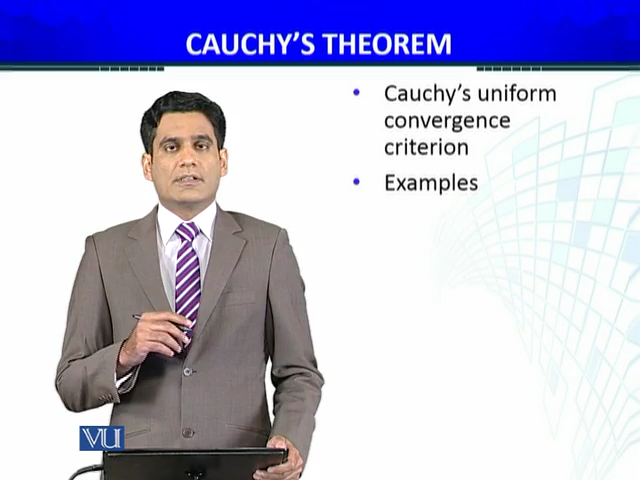 CAUCHY'S THEOREM
• Cauchy's uniform
convergence
criterion
• Examples
VU